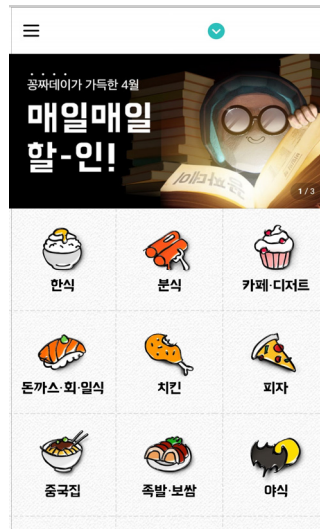 꽁짜데이가 가득한 4월
매일매일
할-인!
1 / 3
한식
분식
카페·디저트
돈까스·회·일식
치킨
피자
중국집
족발·보쌈
야식